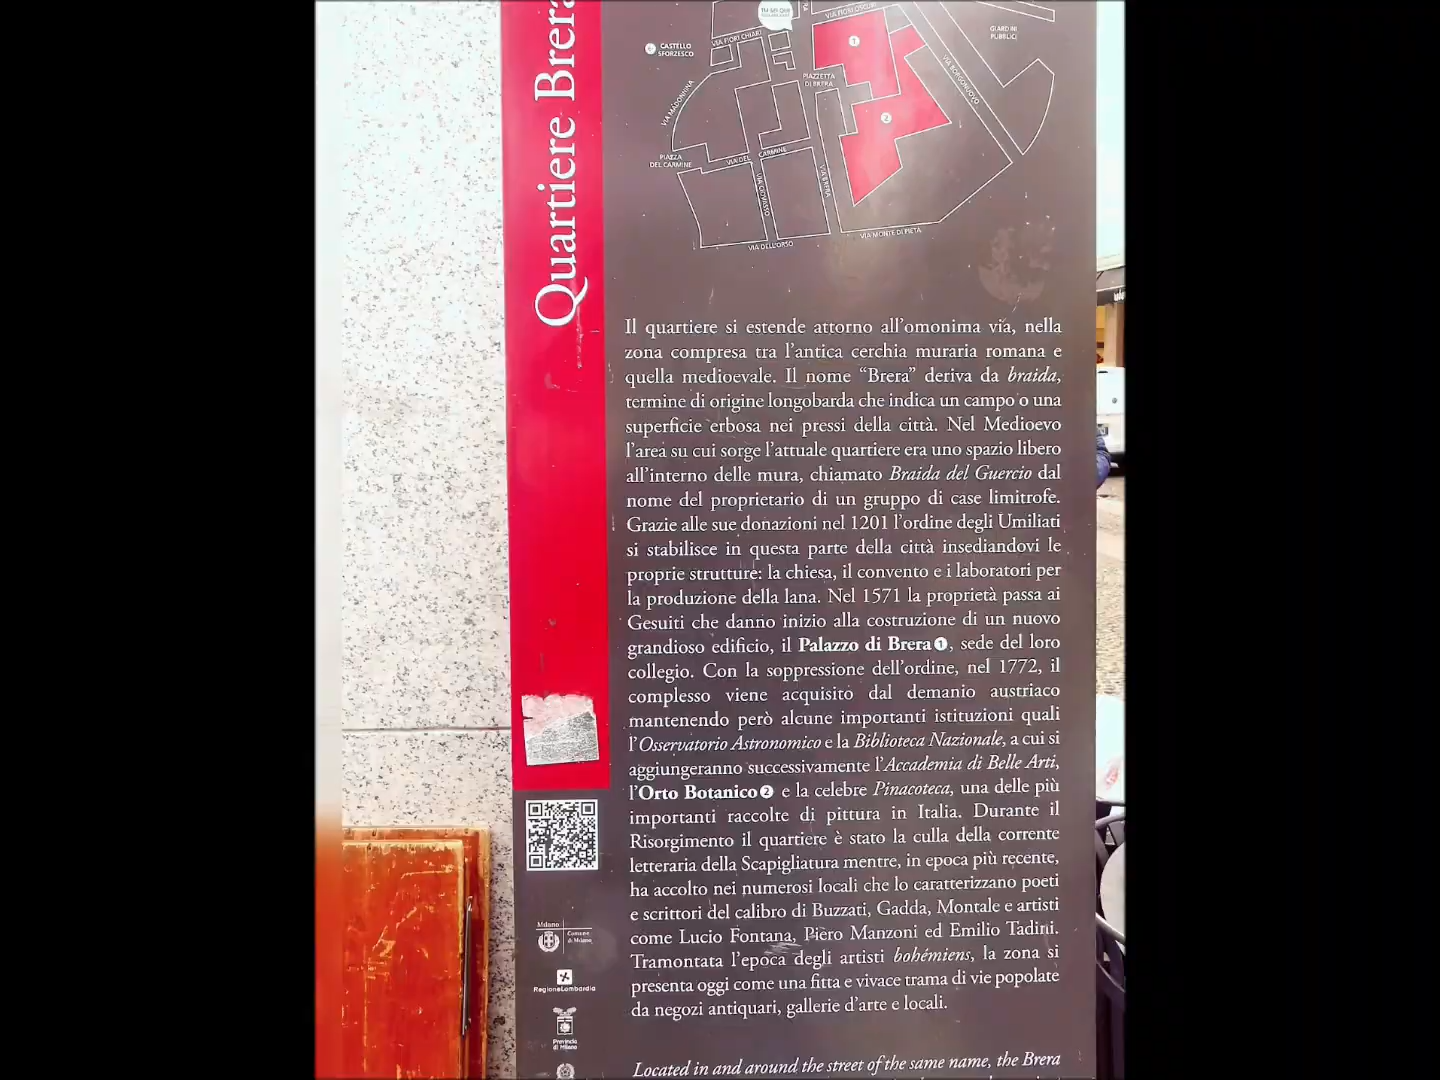 Quartiere Brera
VIA FIORI OSCURI
VIA FIORI CHIARI
CASTELLO
SFORZESCO
GIARDINI
PUBBLICI
1
PIAZZETTA
DI BRERA
VIA BORGONUOVO
VIA MADONNINA
2
PIAZZA
DEL CARMINE
VIA DEL CARMINE
VIA BRERA
VIA CIOVASSO
VIA DELL'ORSO
VIA MONTE DI PIETÀ
Il quartiere si estende attorno all'omonima via, nella
zona compresa tra l'antica cerchia muraria romana e
quella medioevale. Il nome “Brera” deriva da braida,
termine di origine longobarda che indica un campo o una
superficie erbosa nei pressi della città. Nel Medioevo
l'area su cui sorge l'attuale quartiere era uno spazio libero
all'interno delle mura, chiamato Braida del Guercio dal
nome del proprietario di un gruppo di case limitrofe.
Grazie alle sue donazioni nel 1201 l'ordine degli Umiliati
si stabilisce in questa parte della città insediandovi le
proprie strutture: la chiesa, il convento e i laboratori per
la produzione della lana. Nel 1571 la proprietà passa ai
Gesuiti che danno inizio alla costruzione di un nuovo
grandioso edificio, il Palazzo di Brera 1, sede del loro
collegio. Con la soppressione dell'ordine, nel 1772, il
complesso viene acquisito dal demanio austriaco
mantenendo però alcune importanti istituzioni quali
l'Osservatorio Astronomico e la Biblioteca Nazionale, a cui si
aggiungeranno successivamente l'Accademia di Belle Arti,
l'Orto Botanico 2 e la celebre Pinacoteca, una delle più
importanti raccolte di pittura in Italia. Durante il
Risorgimento il quartiere è stato la culla della corrente
letteraria della Scapigliatura mentre, in epoca più recente,
ha accolto nei numerosi locali che lo caratterizzano poeti
e scrittori del calibro di Buzzati, Gadda, Montale e artisti
come Lucio Fontana, Piero Manzoni ed Emilio Tadini.
Tramontata l'epoca degli artisti bohémiens, la zona si
presenta oggi come una fitta e vivace trama di vie popolate
da negozi antiquari, gallerie d'arte e locali.
Located in and around the street of the same name, the Brera
Milano
Comune
di Milano
RegioneLombardia
Provincia
di Milano